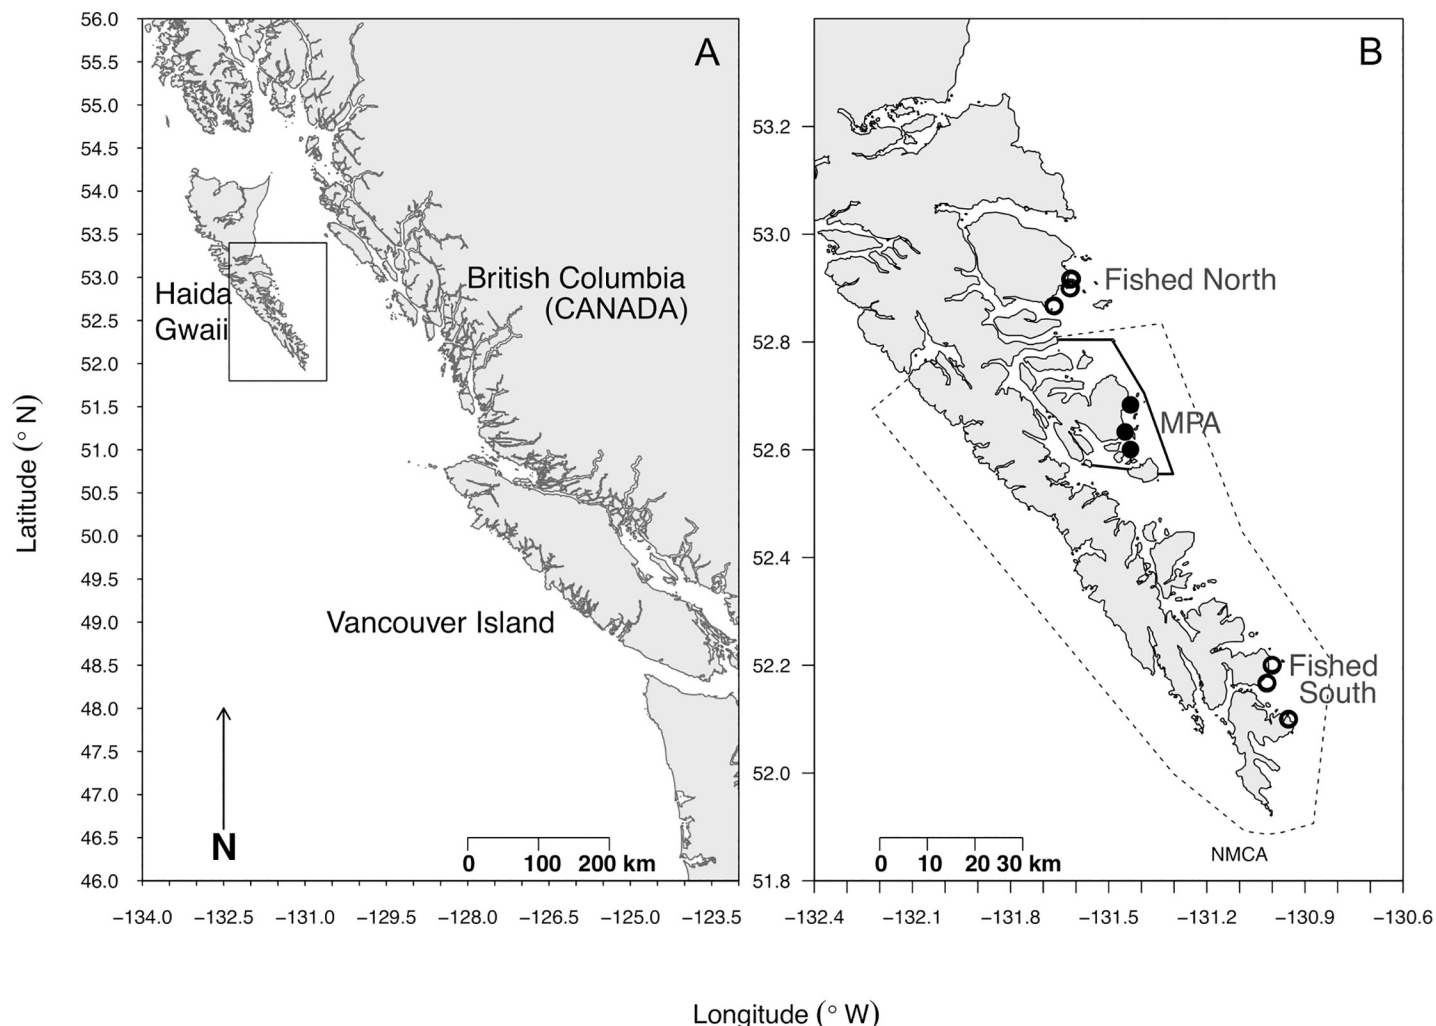 A
B
56.0
55.5
55.0
54.5
54.0
53.5
53.0
52.5
52.0
51.5
51.0
50.5
50.0
49.5
49.0
48.5
48.0
47.5
47.0
46.5
46.0
Latitude (° N)
Haida
Gwaii
British Columbia
(CANADA)
Vancouver Island
N
0 100 200 km
−134.0 −132.5 −131.0 −129.5 −128.0 −126.5 −125.0 −123.5
53.2
53.0
52.8
52.6
52.4
52.2
52.0
51.8
Fished North
MPA
Fished
South
NMCA
0 10 20 30 km
−132.4 −132.1 −131.8 −131.5 −131.2 −130.9 −130.6
Longitude (° W)